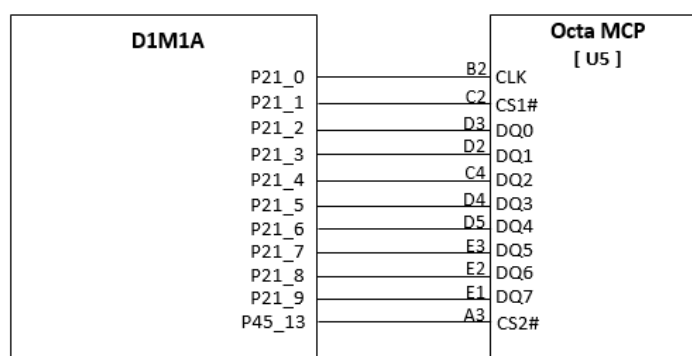 D1M1A
Octa MCP
[ U5 ]
P21_0 B2 CLK
P21_1 C2 CS1#
P21_2 D3 DQ0
P21_3 D2 DQ1
P21_4 C4 DQ2
P21_5 D4 DQ3
P21_6 D5 DQ4
P21_7 E3 DQ5
P21_8 E2 DQ6
P21_9 E1 DQ7
P45_13 A3 CS2#